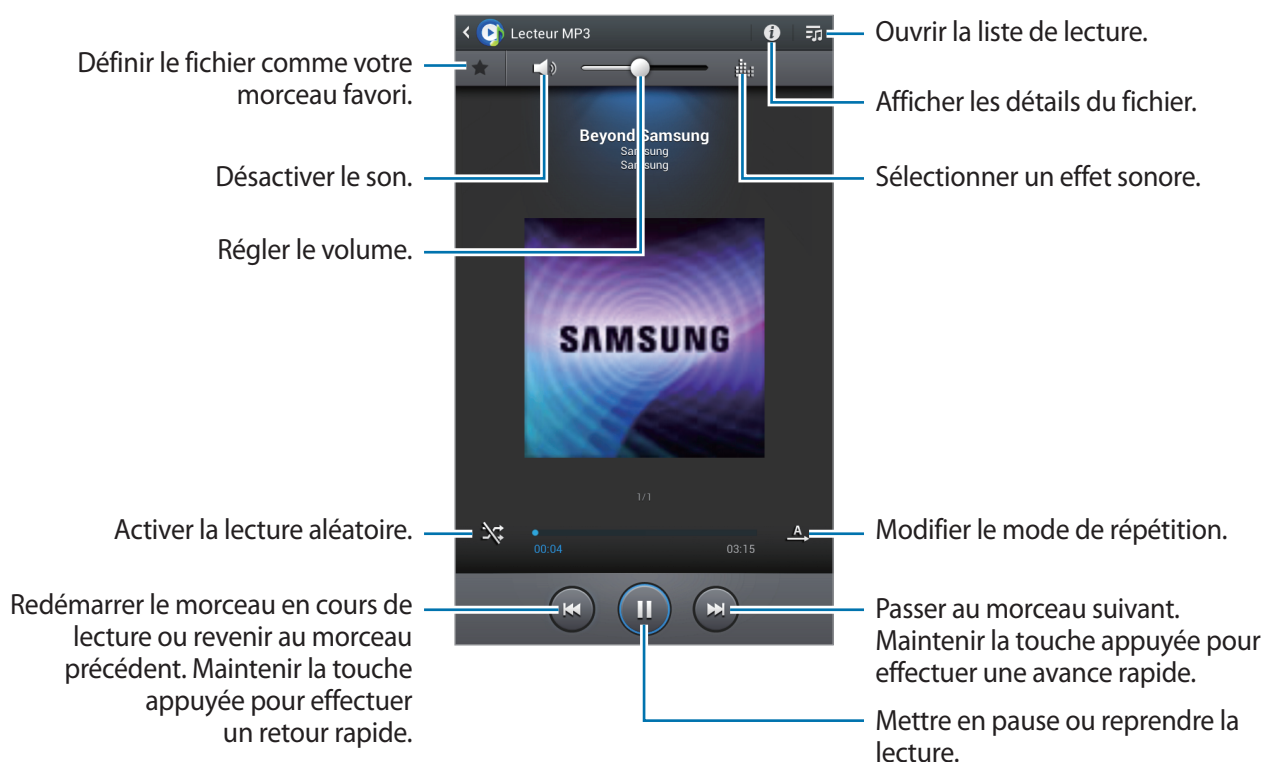 Lecteur MP3
Ouvrir la liste de lecture.
Définir le fichier comme votre
morceau favori.
Afficher les détails du fichier.
Beyond Samsung
Samsung
Samsung
Désactiver le son.
Sélectionner un effet sonore.
Régler le volume.
SAMSUNG
1/1
Activer la lecture aléatoire.
A
Modifier le mode de répétition.
00:04
03:15
Redémarrer le morceau en cours de
lecture ou revenir au morceau
précédent. Maintenir la touche
appuyée pour effectuer
un retour rapide.
Passer au morceau suivant.
Maintenir la touche appuyée pour
effectuer une avance rapide.
Mettre en pause ou reprendre la
lecture.